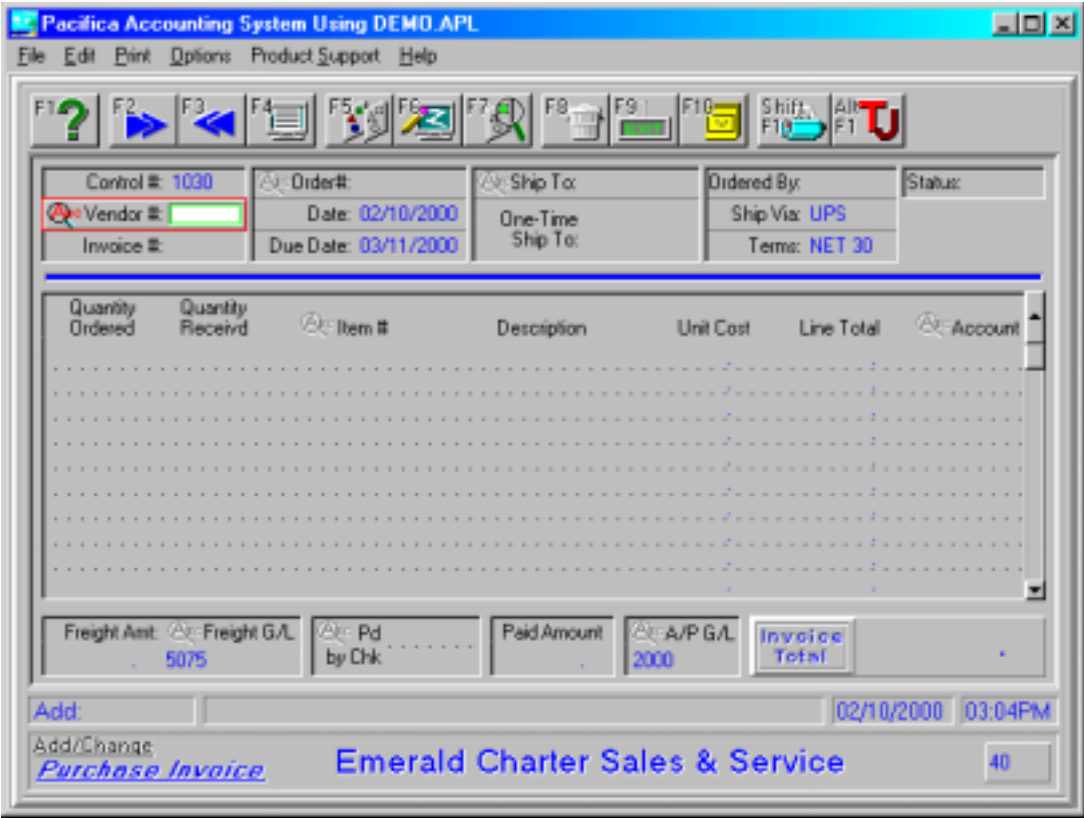 Pacifica Accounting System Using DEMO.APL
File Edit Print Options Product Support Help
F1 F2 F3 F4 F5 F6 F7 F8 F9 EXIT F10 Shift F10 Alt F1
Control #: 1030 Order#: Ship To: Ordered By: Status:
Vendor #: Date: 02/10/2000 One-Time Ship To: Ship Via: UPS
Invoice #: Due Date: 03/11/2000 Terms: NET 30
Quantity Ordered Quantity Receivd Item # Description Unit Cost Line Total Account
Freight Amt: Freight G/L Pd by Chk Paid Amount A/P G/L Invoice Total
5075 2000
Add: 02/10/2000 03:04PM
Add/Change
Purchase Invoice Emerald Charter Sales & Service 40